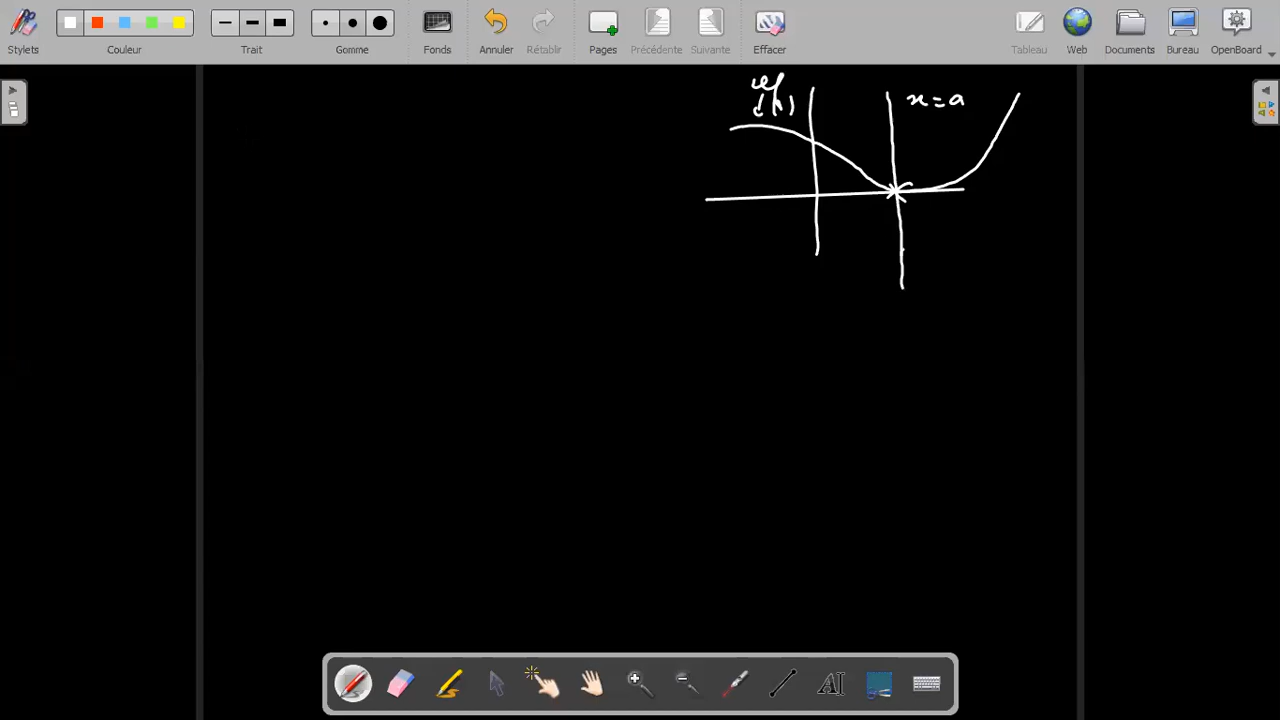 Stylets Couleur Trait Gomme Fonds Annuler Rétablir Pages Précédente Suivante Effacer Tableau Web Documents Bureau OpenBoard
x=a